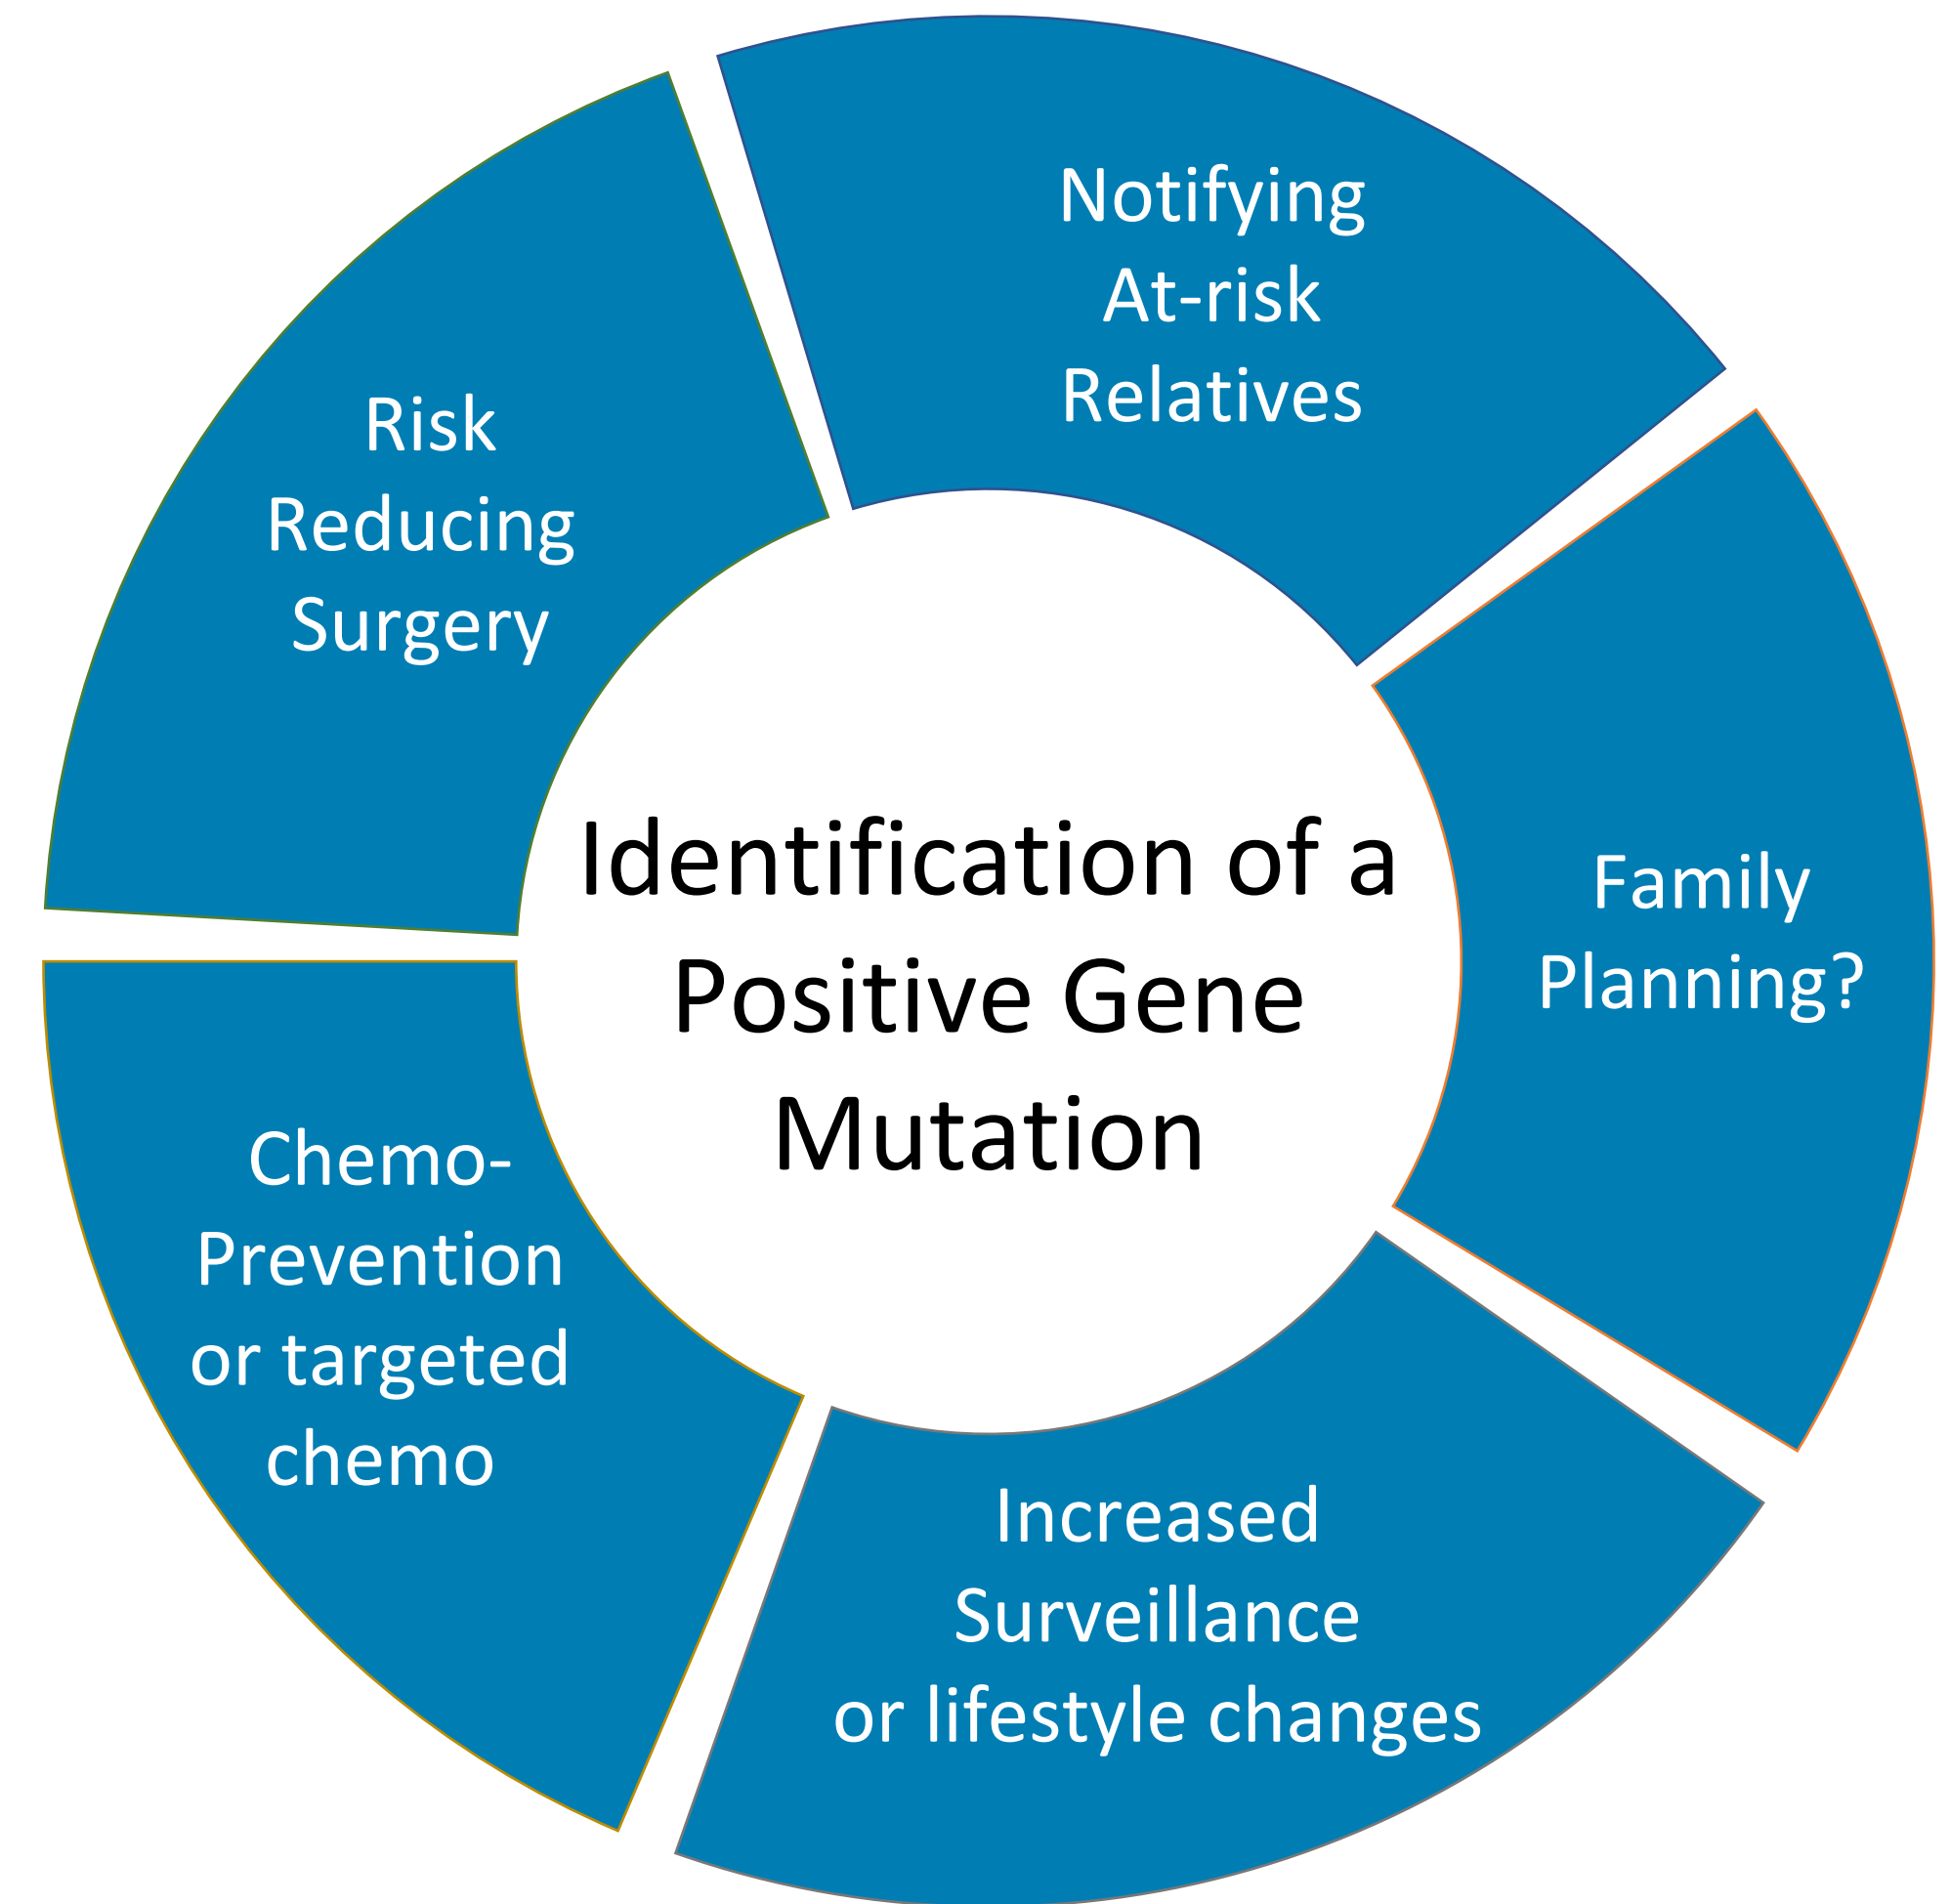 Notifying
At-risk
Relatives
Family
Planning?
Increased
Surveillance
or lifestyle changes
Chemo-
Prevention
or targeted
chemo
Risk
Reducing
Surgery
Identification of a
Positive Gene
Mutation